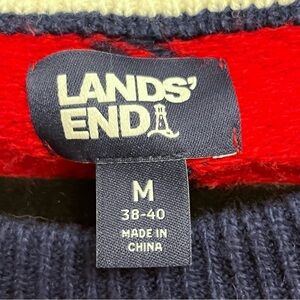 LANDS'
END
M
38-40
MADE IN
CHINA